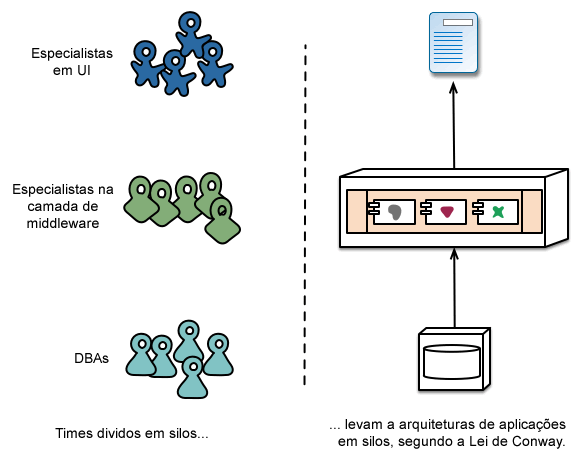 Especialistas
em UI
Especialistas na
camada de
middleware
DBAs
Times dividos em silos...
... levam a arquiteturas de aplicações
em silos, segundo a Lei de Conway.